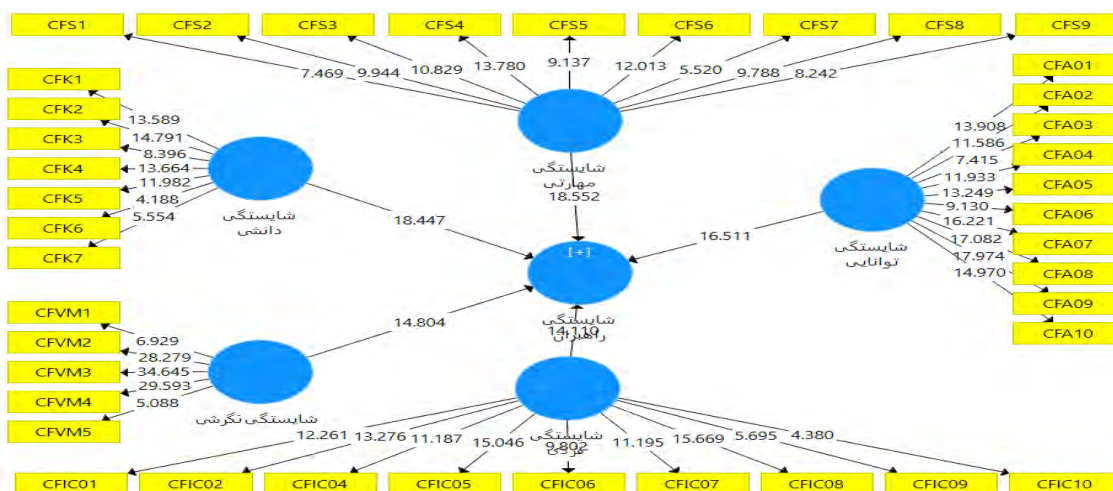 CFS1 CFS2 CFS3 CFS4 CFS5 CFS6 CFS7 CFS8 CFS9
7.469 9.944 10.829 13.780 9.137 12.013 5.520 9.788 8.242
CFK1
CFK2
CFK3
CFK4
CFK5
CFK6
CFK7
13.589
14.791
8.396
13.664
11.982
4.188
5.554
شایستگی
دانشی
18.447
شایستگی
مهارتی
18.552
CFA01
CFA02
CFA03
CFA04
CFA05
CFA06
CFA07
CFA08
CFA09
CFA10
13.908
11.586
7.415
11.933
13.249
9.130
16.221
17.082
17.974
14.970
شایستگی
توانایی
16.511
[+]
شایستگی
راهبران
CFVM1
CFVM2
CFVM3
CFVM4
CFVM5
6.929
28.279
34.645
29.593
5.088
شایستگی نگرشی
14.804
14.110
شایستگی
فردی
12.261 13.276 11.187 15.046 9.802 11.195 15.669 5.695 4.380
CFIC01 CFIC02 CFIC04 CFIC05 CFIC06 CFIC07 CFIC08 CFIC09 CFIC10